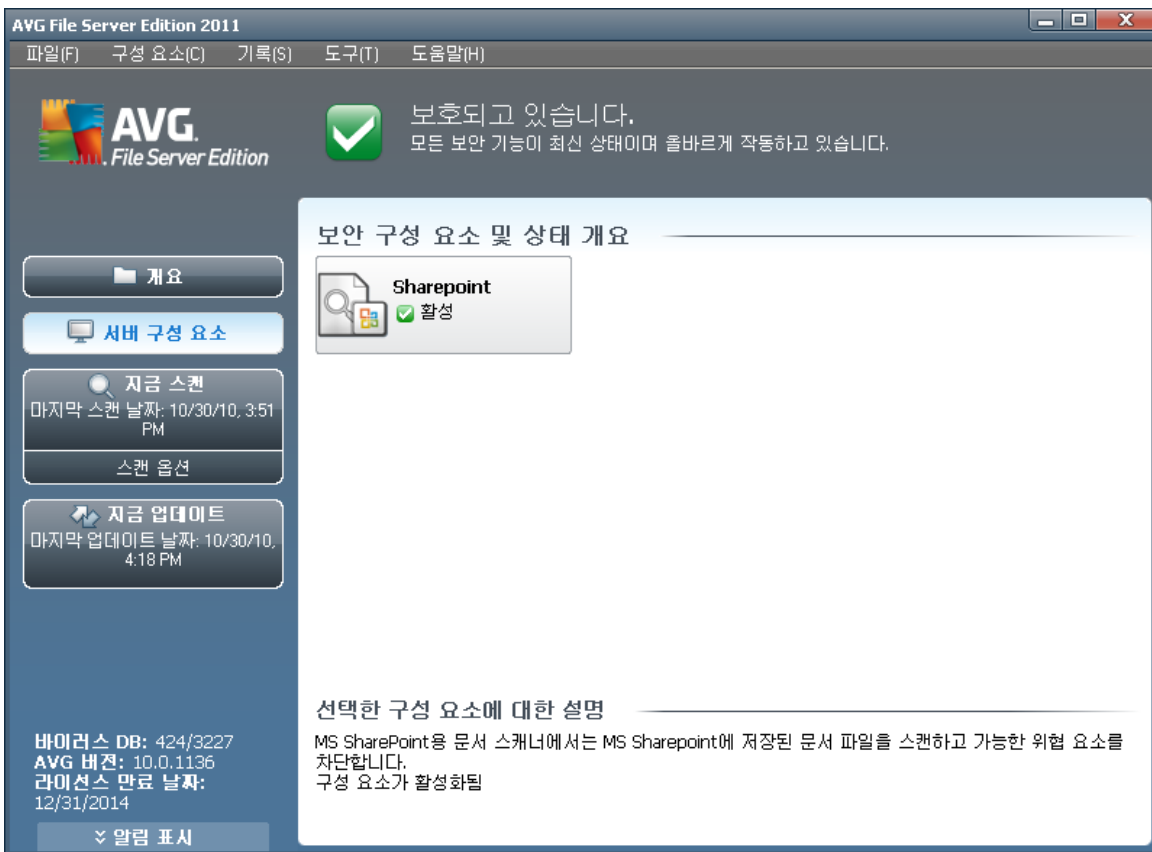 AVG File Server Edition 2011
파일(F) 구성 요소(C) 기록(S) 도구(T) 도움말(H)
AVG.
File Server Edition
보호되고 있습니다.
모든 보안 기능이 최신 상태이며 올바르게 작동하고 있습니다.
개요
서버 구성 요소
지금 스캔
마지막 스캔 날짜: 10/30/10, 3:51
PM
스캔 옵션
지금 업데이트
마지막 업데이트 날짜: 10/30/10,
4:18 PM
바이러스 DB: 424/3227
AVG 버전: 10.0.1136
라이선스 만료 날짜:
12/31/2014
알림 표시
보안 구성 요소 및 상태 개요
Sharepoint
활성
선택한 구성 요소에 대한 설명
MS SharePoint용 문서 스캐너에서는 MS Sharepoint에 저장된 문서 파일을 스캔하고 가능한 위협 요소를
차단합니다.
구성 요소가 활성화됨